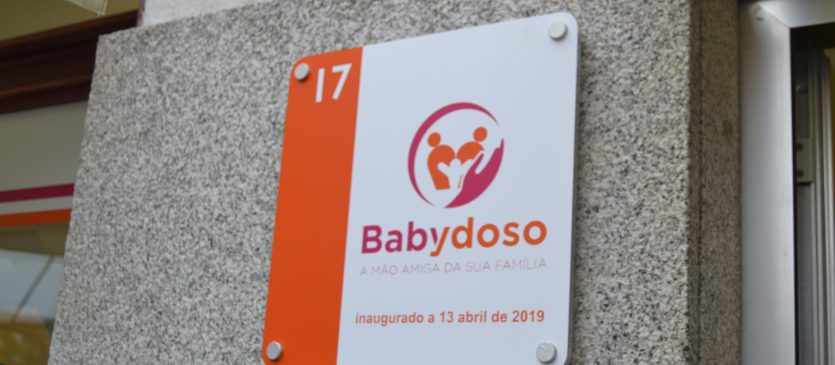 17
Babydoso
A MÃO AMIGA DA SUA FAMÍLIA
inaugurado a 13 abril de 2019